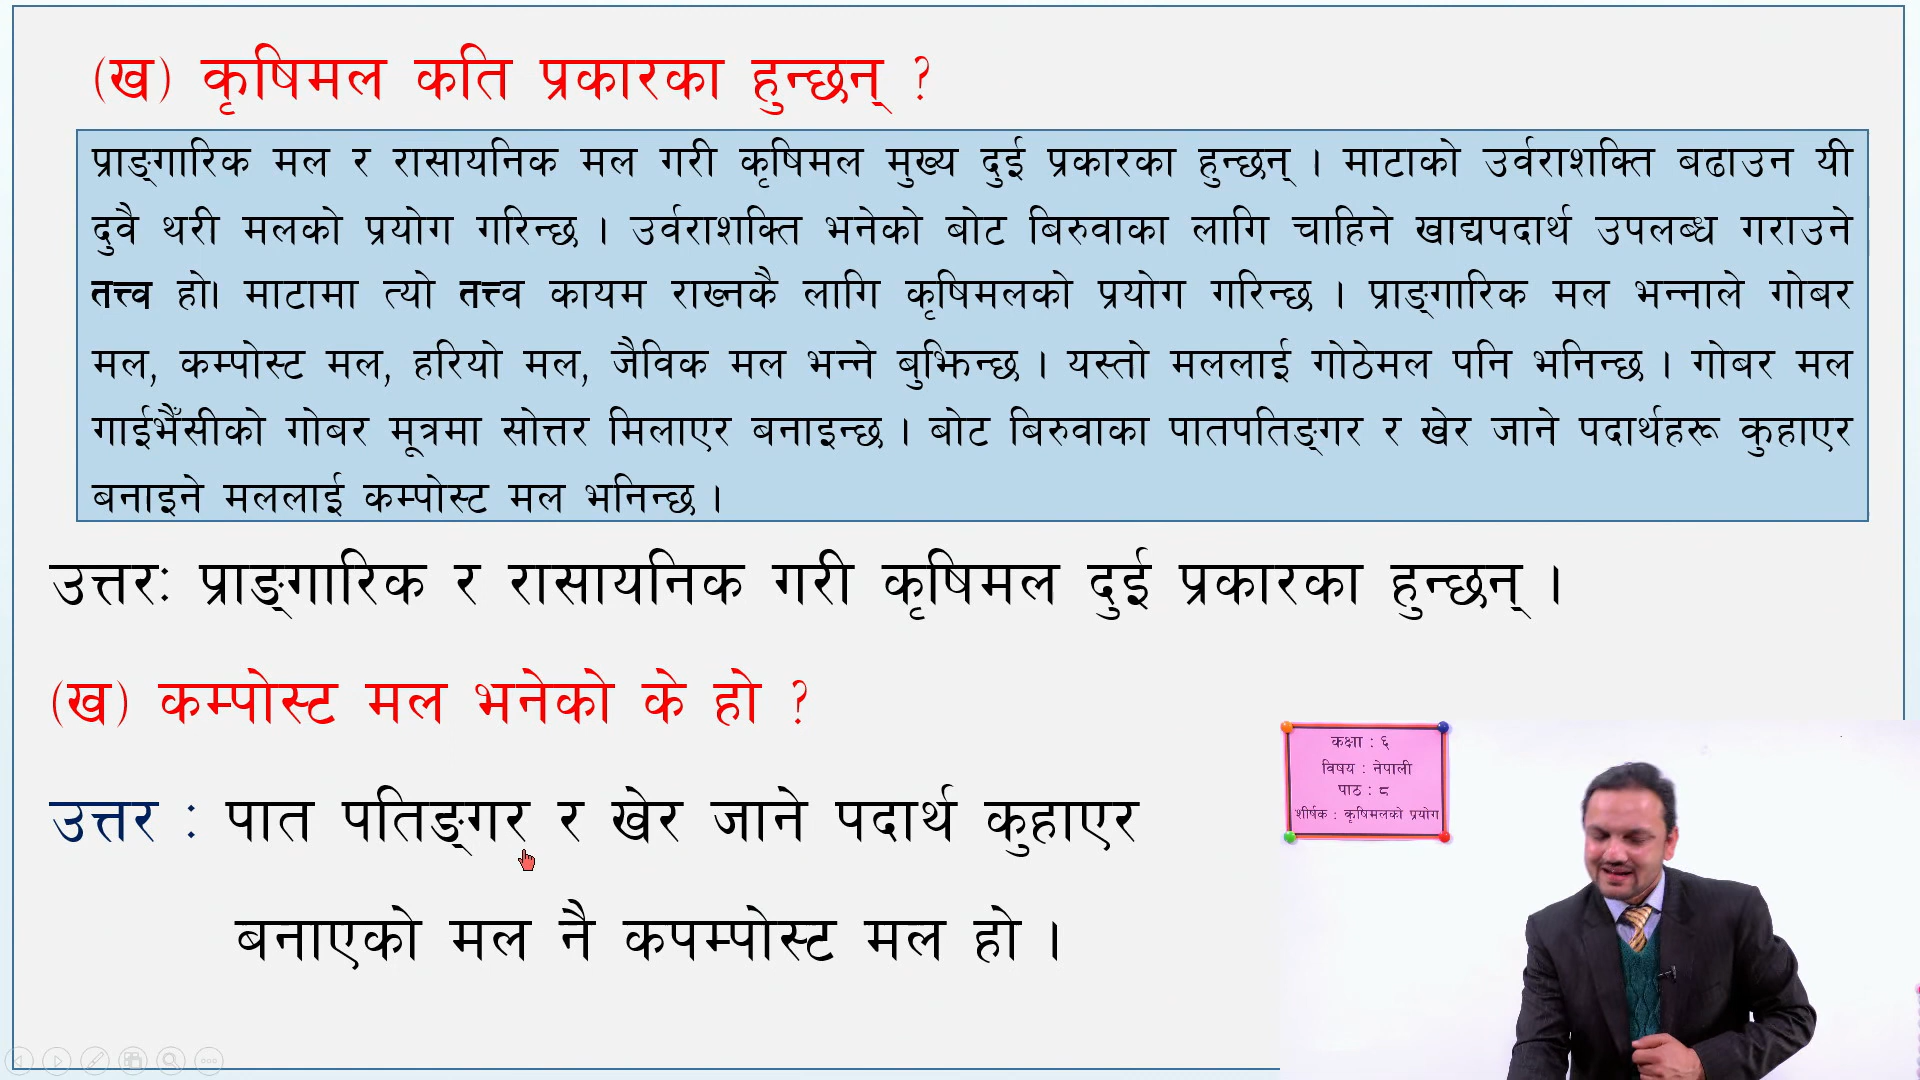 (ख) कृषिमल कति प्रकारका हुन्छन् ?
प्राङ्गारिक मल र रासायनिक मल गरी कृषिमल मुख्य दुई प्रकारका हुन्छन् । माटाको उर्वराशक्ति बढाउन यी
दुवै थरी मलको प्रयोग गरिन्छ । उर्वराशक्ति भनेको बोट बिरुवाका लागि चाहिने खाद्यपदार्थ उपलब्ध गराउने
तत्त्व हो। माटामा त्यो तत्त्व कायम राख्नकै लागि कृषिमलको प्रयोग गरिन्छ । प्राङ्गारिक मल भन्नाले गोबर
मल, कम्पोस्ट मल, हरियो मल, जैविक मल भन्ने बुझिन्छ । यस्तो मललाई गोठेमल पनि भनिन्छ । गोबर मल
गाईभैँसीको गोबर मूत्रमा सोत्तर मिलाएर बनाइन्छ । बोट बिरुवाका पातपतिङ्गर र खेर जाने पदार्थहरू कुहाएर
बनाइने मललाई कम्पोस्ट मल भनिन्छ ।
उत्तरः प्राङ्गारिक र रासायनिक गरी कृषिमल दुई प्रकारका हुन्छन् ।
(ख) कम्पोस्ट मल भनेको के हो ?
उत्तर : पात पतिङ्गर र खेर जाने पदार्थ कुहाएर
बनाएको मल नै कपम्पोस्ट मल हो ।
कक्षा : ६
विषय : नेपाली
पाठ : ८
शीर्षक : कृषिमलको प्रयोग